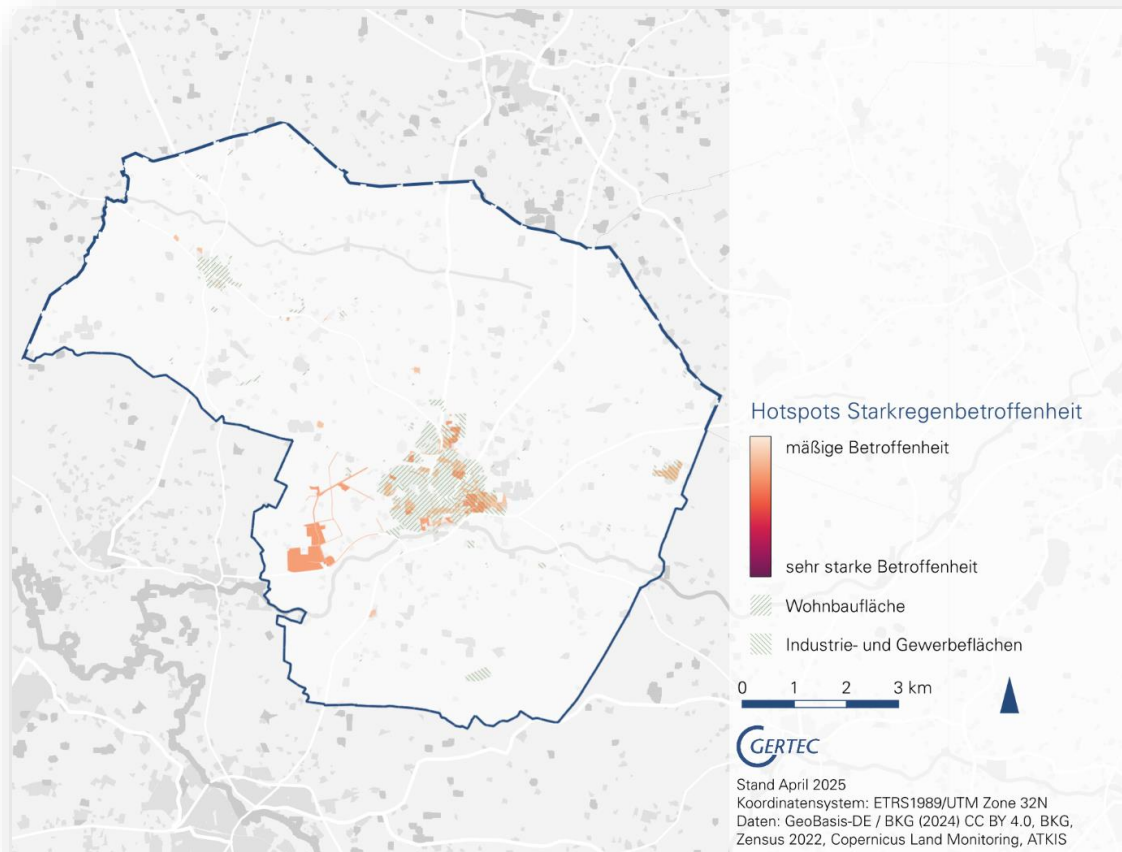 Hotspots Starkregenbetroffenheit
mäßige Betroffenheit
sehr starke Betroffenheit
Wohnbaufläche
Industrie- und Gewerbeflächen
0 1 2 3 km
GERTEC
Stand April 2025
Koordinatensystem: ETRS1989/UTM Zone 32N
Daten: GeoBasis-DE / BKG (2024) CC BY 4.0, BKG,
Zensus 2022, Copernicus Land Monitoring, ATKIS